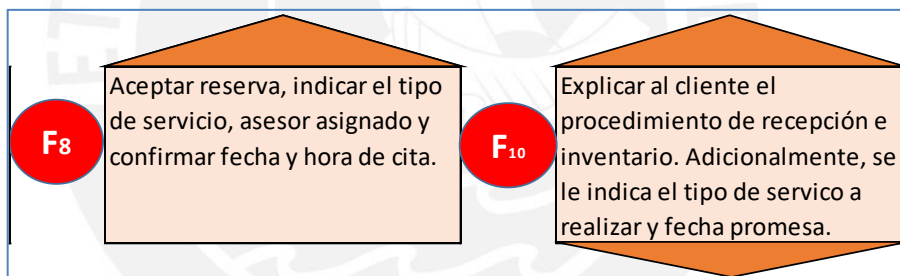 F8
Aceptar reserva, indicar el tipo
de servicio, asesor asignado y
confirmar fecha y hora de cita.
F10
Explicar al cliente el
procedimiento de recepción e
inventario. Adicionalmente, se
le indica el tipo de servico a
realizar y fecha promesa.